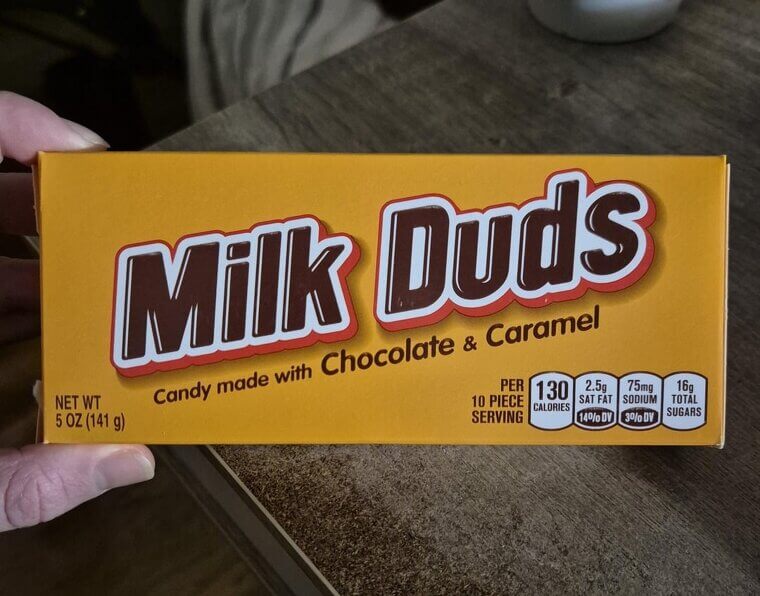 Milk Duds
Candy made with Chocolate & Caramel
NET WT
5 OZ (141 g)
PER
10 PIECE
SERVING
130
CALORIES
2.5g
SAT FAT
14% DV
75mg
SODIUM
3% DV
16g
TOTAL
SUGARS